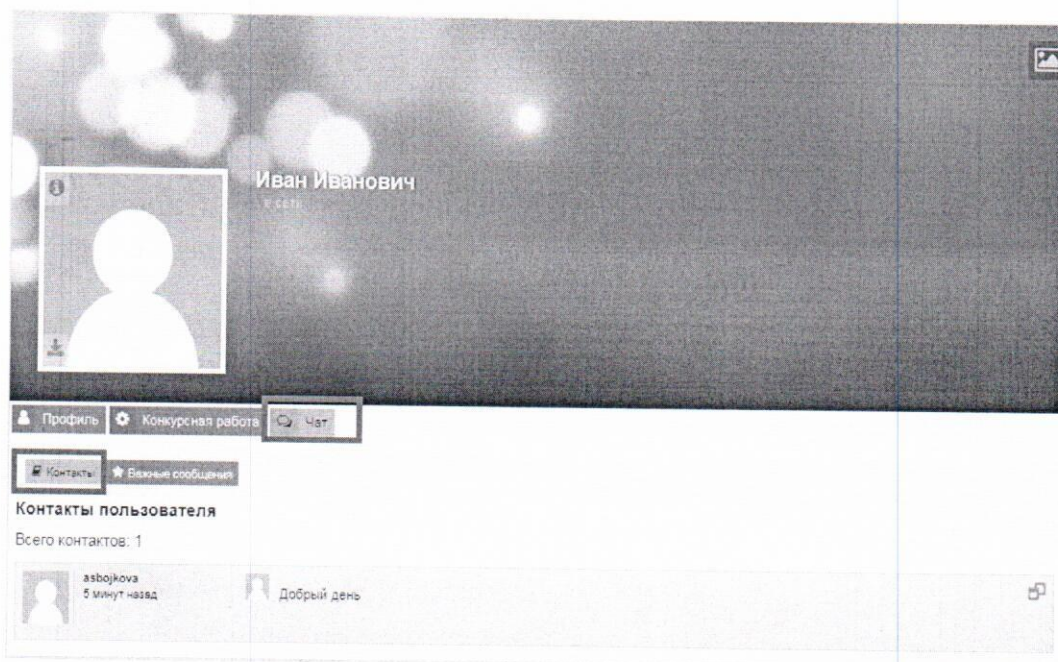 Иван Иванович
в сети
Профиль Конкурсная работа Чат
Контакты Важные сообщения
Контакты пользователя
Всего контактов: 1
asbojkova
5 минут назад
Добрый день